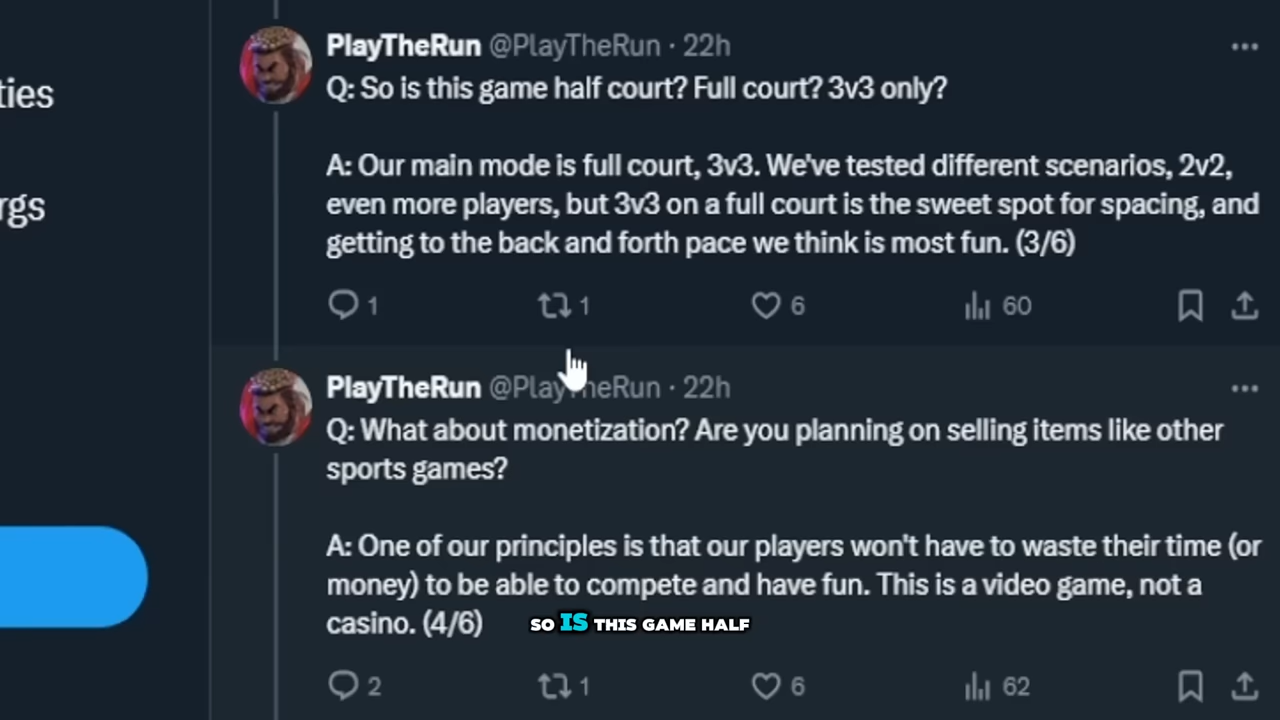 PlayTheRun @PlayTheRun · 22h
Q: So is this game half court? Full court? 3v3 only?
ties
A: Our main mode is full court, 3v3. We've tested different scenarios, 2v2,
even more players, but 3v3 on a full court is the sweet spot for spacing, and
rgs
getting to the back and forth pace we think is most fun. (3/6)
1 1 6 60
PlayTheRun @PlayTheRun · 22h
Q: What about monetization? Are you planning on selling items like other
sports games?
A: One of our principles is that our players won't have to waste their time (or
money) to be able to compete and have fun. This is a video game, not a
casino. (4/6)
SO IS THIS GAME HALF
2 1 6 62